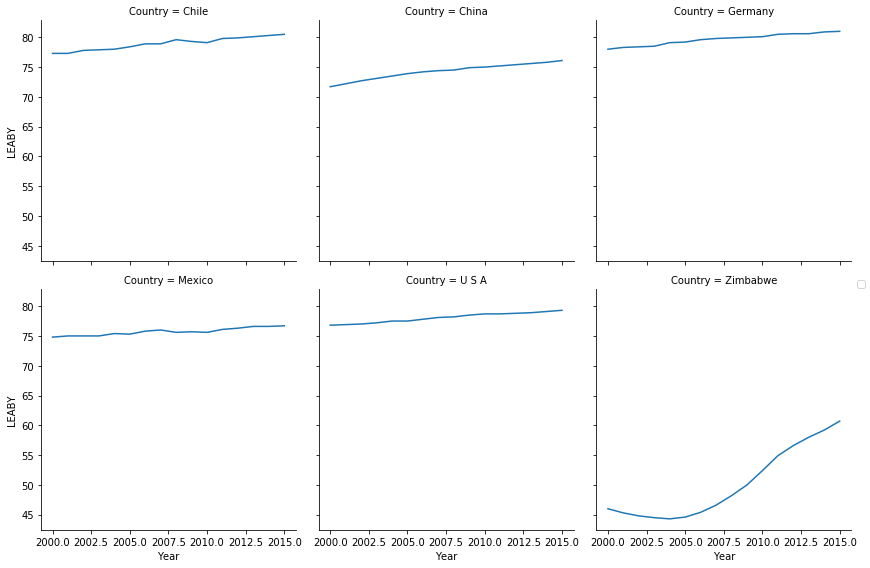 Country = Chile
Country = China
Country = Germany
80
75
70
65
60
55
50
45
LEABY
Country = Mexico
Country = U S A
Country = Zimbabwe
80
75
70
65
60
55
50
45
LEABY
2000.0 2002.5 2005.0 2007.5 2010.0 2012.5 2015.0
2000.0 2002.5 2005.0 2007.5 2010.0 2012.5 2015.0
2000.0 2002.5 2005.0 2007.5 2010.0 2012.5 2015.0
Year
Year
Year